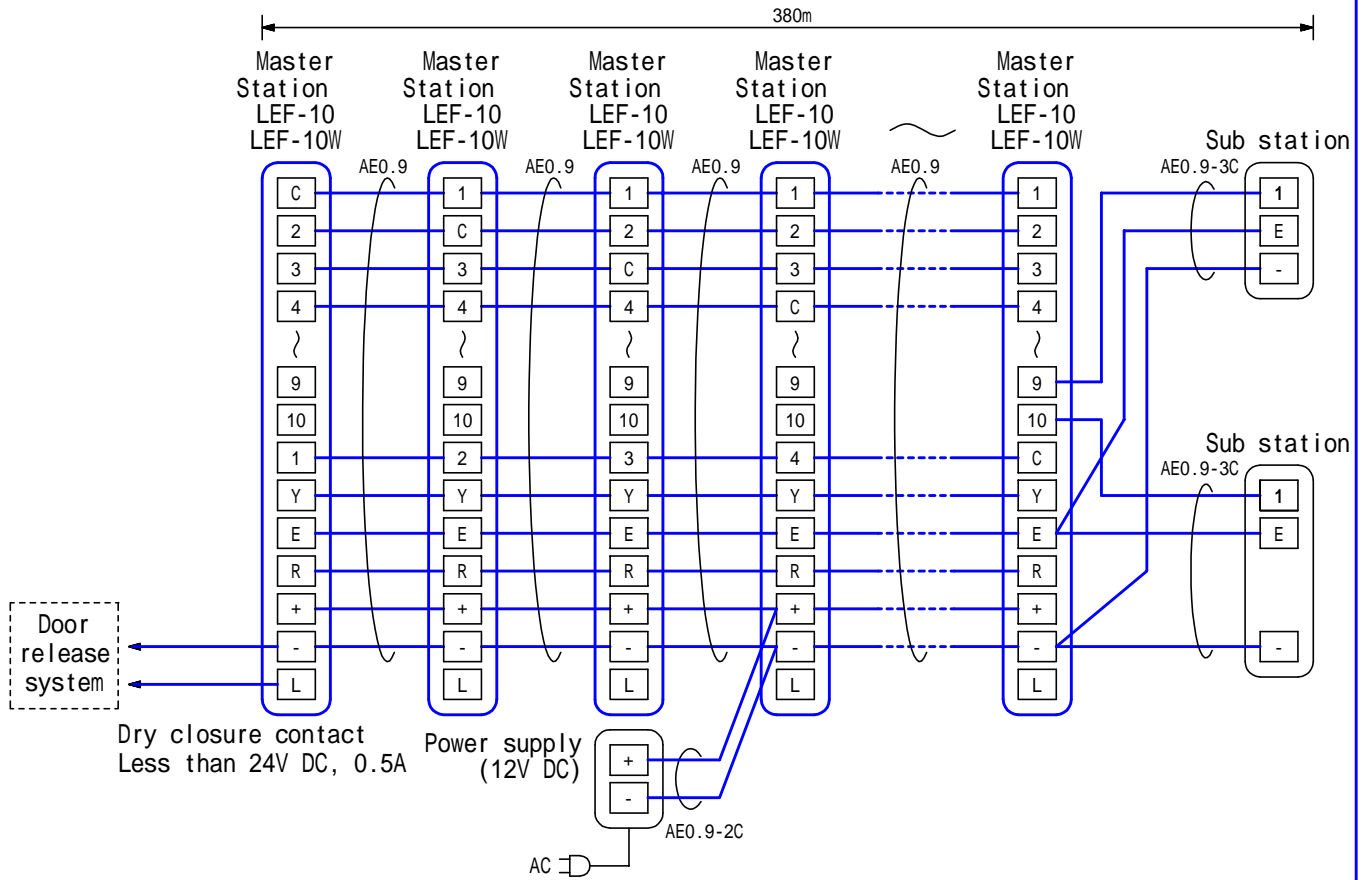 380m
Master
Station
LEF-10
LEF-10W
Master
Station
LEF-10
LEF-10W
Master
Station
LEF-10
LEF-10W
Master
Station
LEF-10
LEF-10W
Master
Station
LEF-10
LEF-10W
Sub station
AE0.9
AE0.9
AE0.9
AE0.9
AE0.9-3C
C
2
3
4
9
10
1
Y
E
R
+
-
L
1
C
3
4
9
10
2
Y
E
R
+
-
L
1
2
C
4
9
10
3
Y
E
R
+
-
L
1
2
3
C
9
10
4
Y
E
R
+
-
L
1
2
3
4
9
10
C
Y
E
R
+
-
L
1
E
-
Sub station
AE0.9-3C
1
E
-
Door
release
system
Dry closure contact
Less than 24V DC, 0.5A
Power supply
(12V DC)
+
-
AE0.9-2C
AC